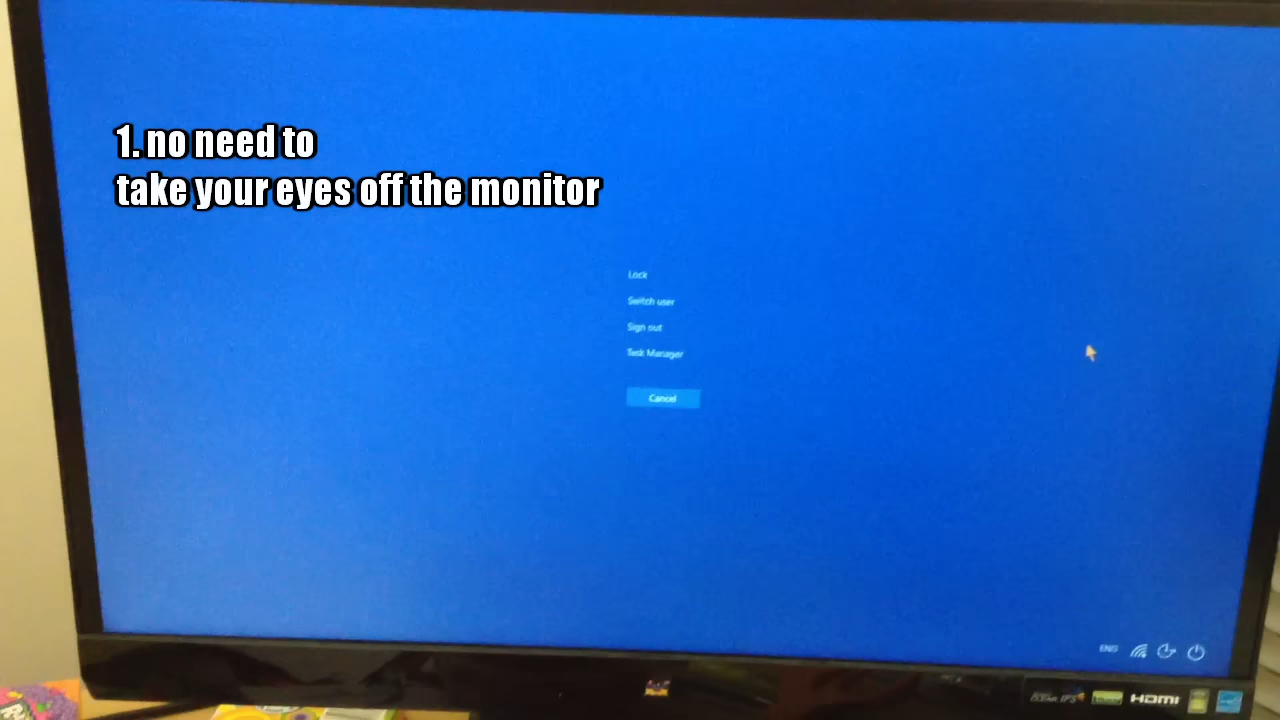 1. no need to
take your eyes off the monitor
Lock
Switch user
Sign out
Task Manager
Cancel
ENG
HDMI